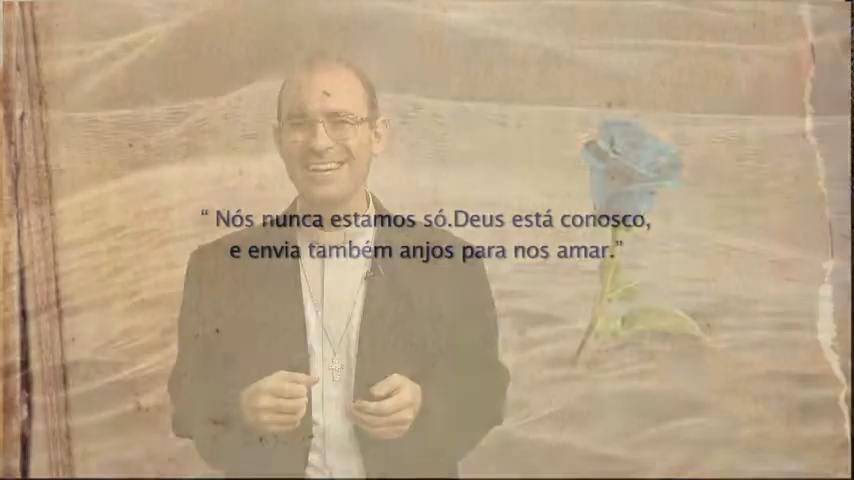 “ Nós nunca estamos só.Deus está conosco,
e envia também anjos para nos amar.”